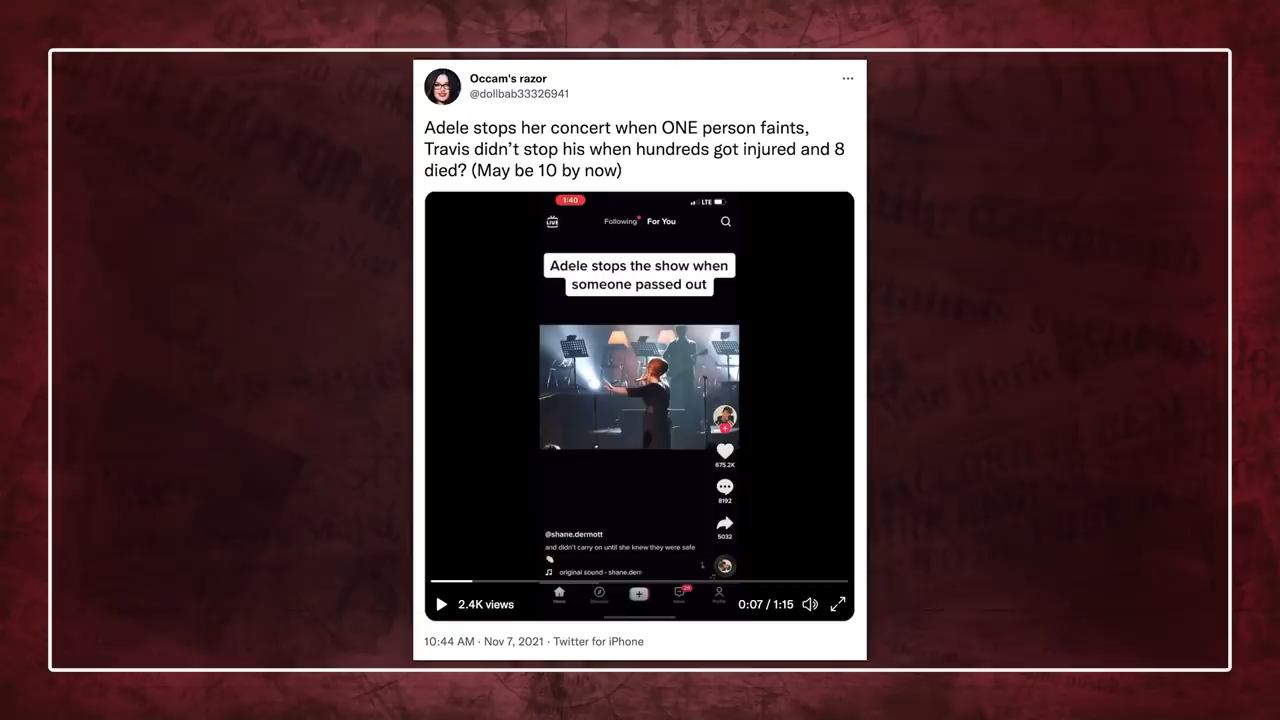 Occam's razor
@dollbab33326941
Adele stops her concert when ONE person faints,
Travis didn't stop his when hundreds got injured and 8
died? (May be 10 by now)
1:40
LTE
LIVE
Following
For You
Adele stops the show when
someone passed out
675.2K
8192
5032
@shane.dermott
and didn't carry on until she knew they were safe
original sound - shane.derm
Home
2.4K views
0:07 / 1:15
10:44 AM · Nov 7, 2021 · Twitter for iPhone